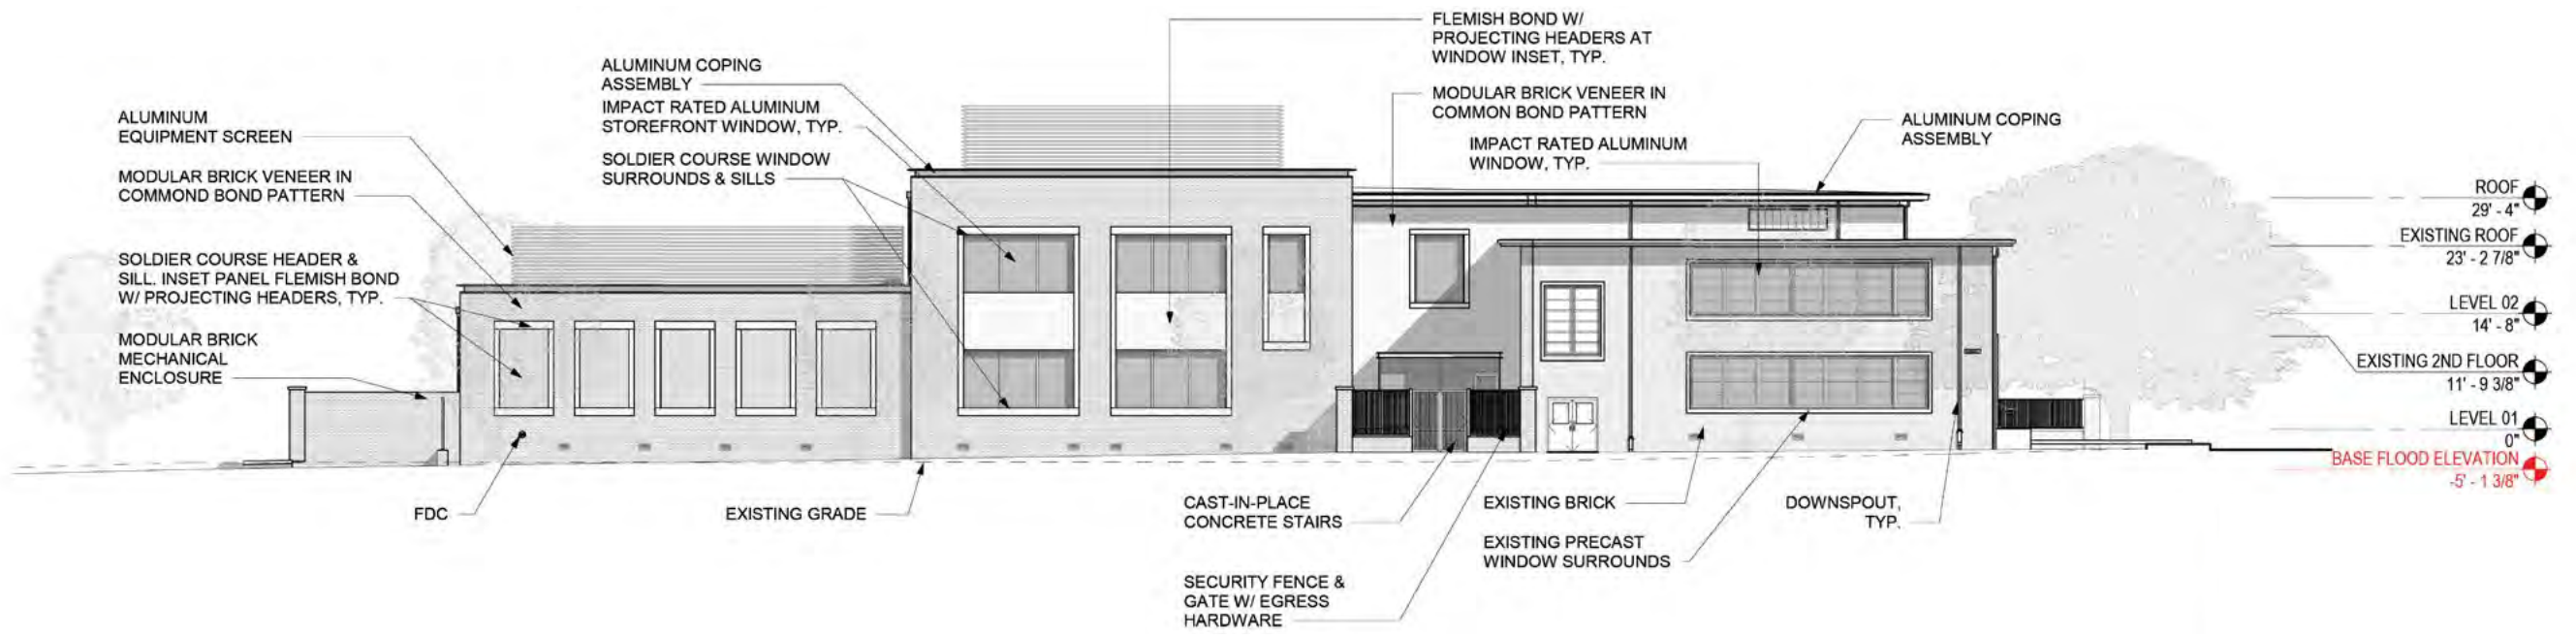 ALUMINUM
EQUIPMENT SCREEN
MODULAR BRICK VENEER IN
COMMOND BOND PATTERN
SOLDIER COURSE HEADER &
SILL. INSET PANEL FLEMISH BOND
W/ PROJECTING HEADERS, TYP.
MODULAR BRICK
MECHANICAL
ENCLOSURE
ALUMINUM COPING
ASSEMBLY
IMPACT RATED ALUMINUM
STOREFRONT WINDOW, TYP.
SOLDIER COURSE WINDOW
SURROUNDS & SILLS
FLEMISH BOND W/
PROJECTING HEADERS AT
WINDOW INSET, TYP.
MODULAR BRICK VENEER IN
COMMON BOND PATTERN
IMPACT RATED ALUMINUM
WINDOW, TYP.
ALUMINUM COPING
ASSEMBLY
ROOF
29' - 4"
EXISTING ROOF
23' - 2 7/8"
LEVEL 02
14' - 8"
EXISTING 2ND FLOOR
11' - 9 3/8"
LEVEL 01
0"
BASE FLOOD ELEVATION
-5' - 1 3/8"
FDC
EXISTING GRADE
CAST-IN-PLACE
CONCRETE STAIRS
SECURITY FENCE &
GATE W/ EGRESS
HARDWARE
EXISTING BRICK
EXISTING PRECAST
WINDOW SURROUNDS
DOWNSPOUT,
TYP.